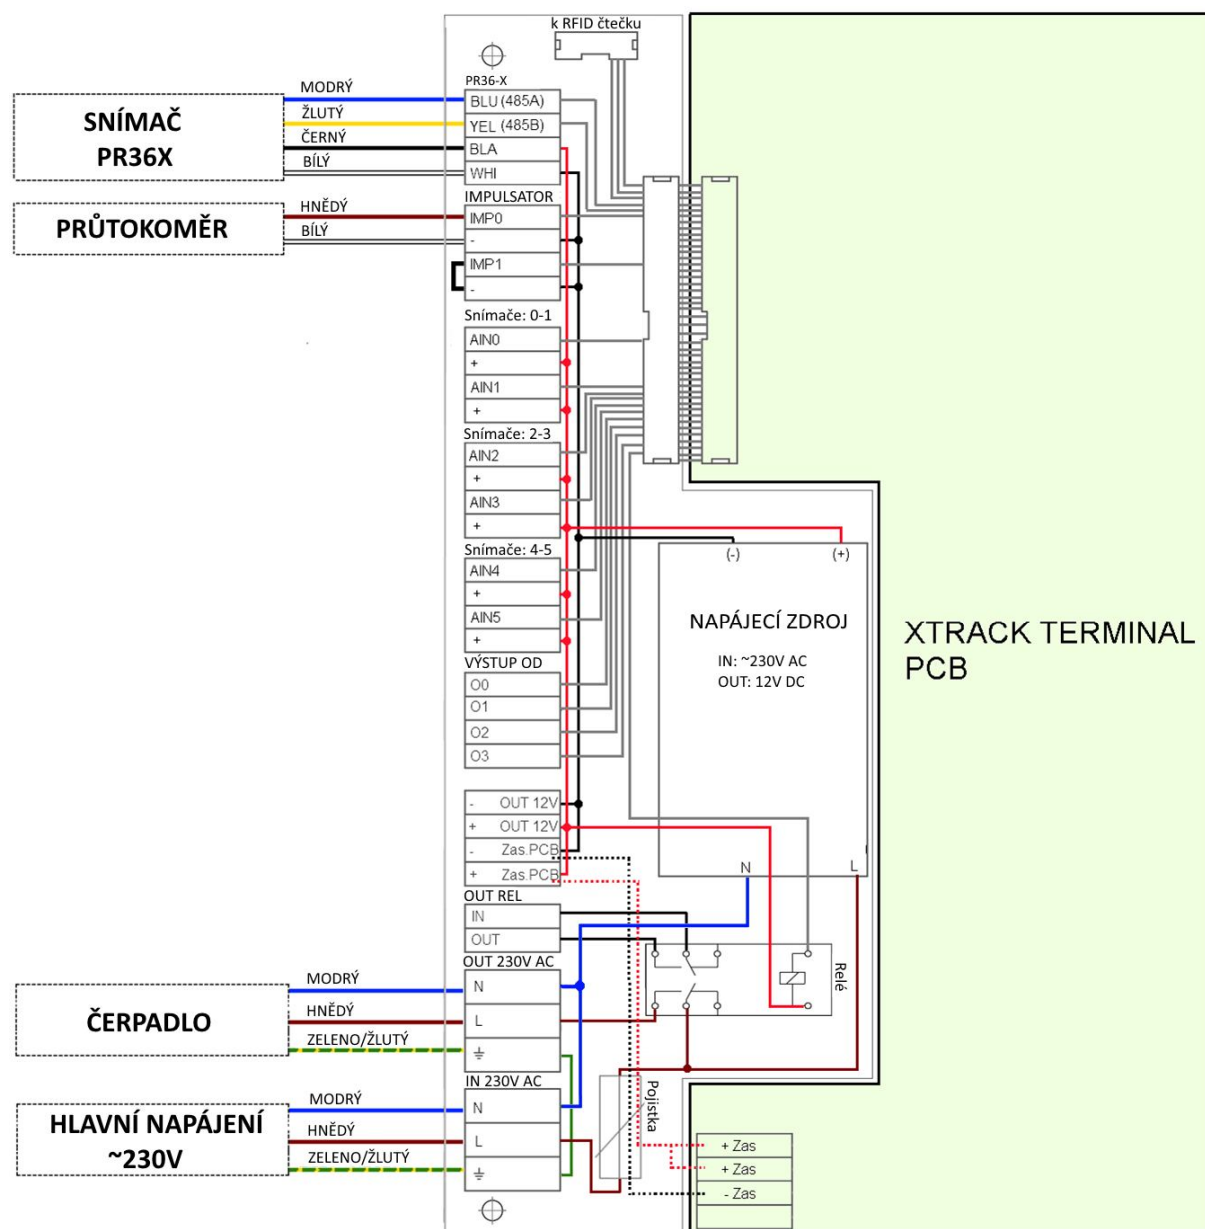 k RFID čtečku
PR36-X
SNÍMAČ
PR36X
MODRÝ
ŽLUTÝ
ČERNÝ
BÍLÝ
BLU (485A)
YEL (485B)
BLA
WHI
IMPULSATOR
PRŮTOKOMĚR
HNĚDÝ
BÍLÝ
IMP0
-
IMP1
-
Snímače: 0-1
AIN0
+
AIN1
+
Snímače: 2-3
AIN2
+
AIN3
+
Snímače: 4-5
AIN4
+
AIN5
+
VÝSTUP OD
O0
O1
O2
O3
- OUT 12V
+ OUT 12V
- Zas.PCB
+ Zas.PCB
OUT REL
IN
OUT
OUT 230V AC
N
L
IN 230V AC
N
L
(-)
(+)
NAPÁJECÍ ZDROJ
IN: ~230V AC
OUT: 12V DC
N
L
XTRACK TERMINAL
PCB
Relé
Pojistka
ČERPADLO
MODRÝ
HNĚDÝ
ZELENO/ŽLUTÝ
HLAVNÍ NAPÁJENÍ
~230V
MODRÝ
HNĚDÝ
ZELENO/ŽLUTÝ
+ Zas
+ Zas
- Zas